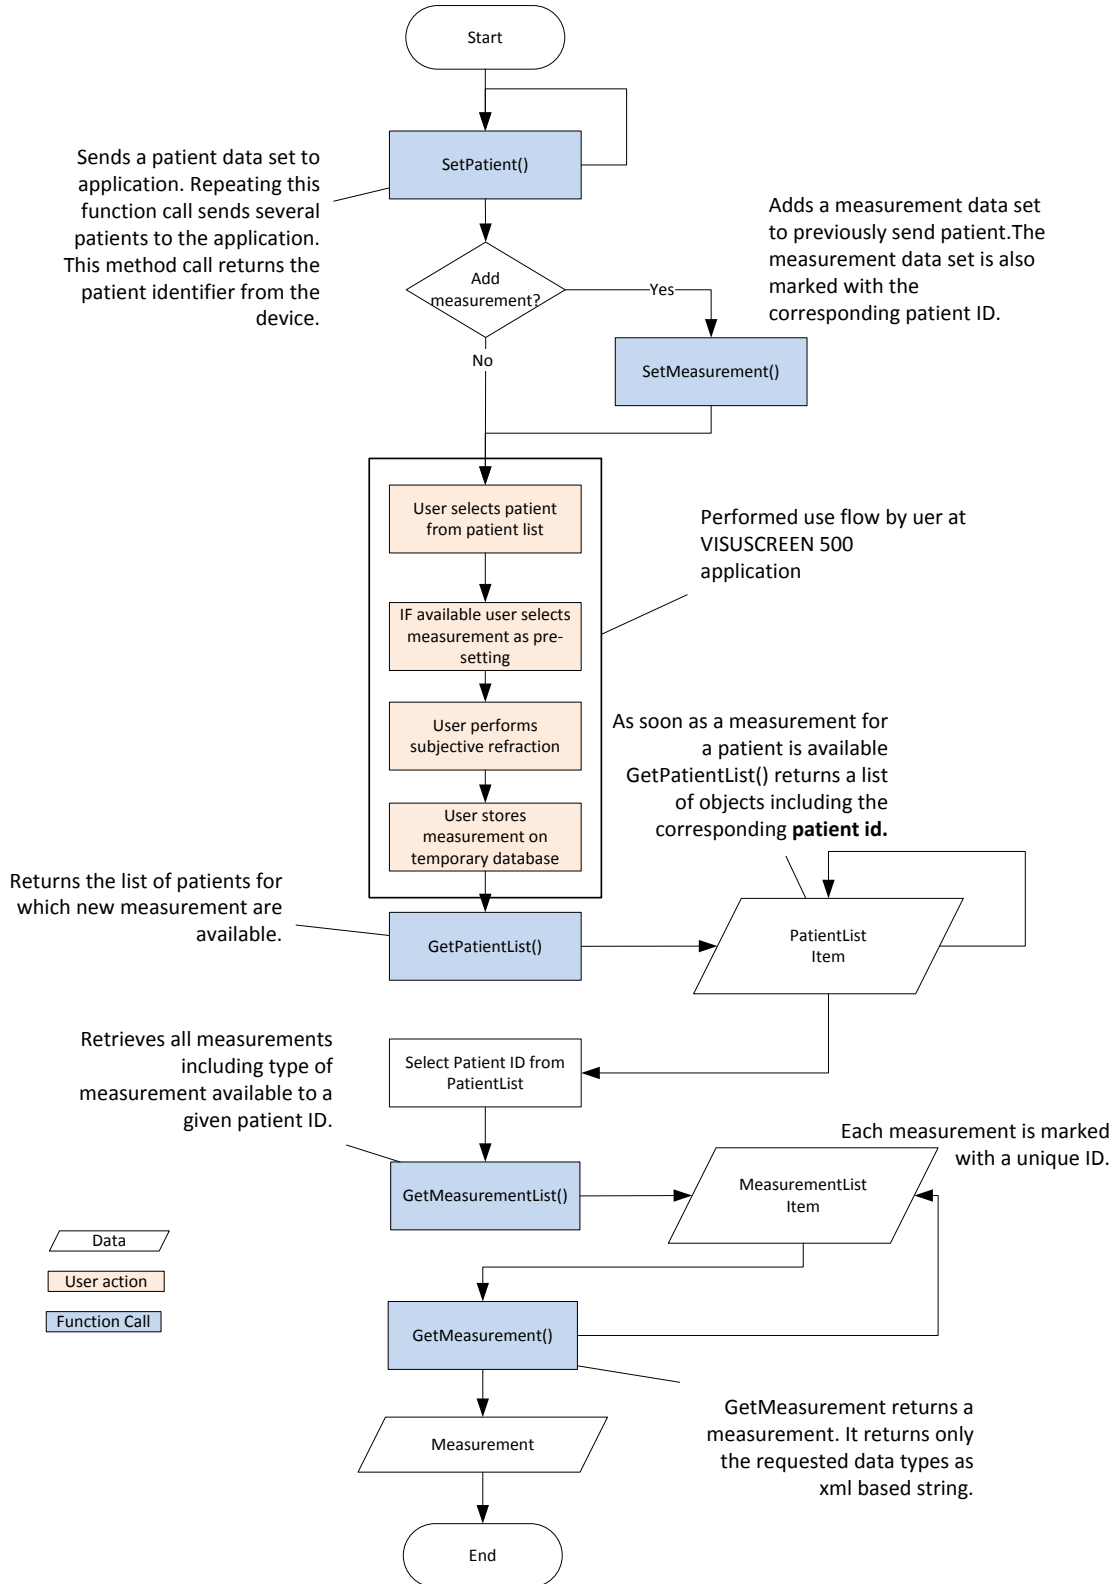 Start
SetPatient()
Sends a patient data set to
application. Repeating this
function call sends several
patients to the application.
This method call returns the
patient identifier from the
device.
Add
measurement?
Yes
No
Adds a measurement data set
to previously send patient.The
measurement data set is also
marked with the
corresponding patient ID.
SetMeasurement()
User selects patient
from patient list
IF available user selects
measurement as pre-
setting
User performs
subjective refraction
User stores
measurement on
temporary database
Performed use flow by uer at
VISUSCREEN 500
application
As soon as a measurement for
a patient is available
GetPatientList() returns a list
of objects including the
corresponding patient id.
Returns the list of patients for
which new measurement are
available.
GetPatientList()
PatientList
Item
Retrieves all measurements
including type of
measurement available to a
given patient ID.
Select Patient ID from
PatientList
GetMeasurementList()
Each measurement is marked
with a unique ID.
MeasurementList
Item
Data
User action
Function Call
GetMeasurement()
GetMeasurement returns a
measurement. It returns only
the requested data types as
xml based string.
Measurement
End